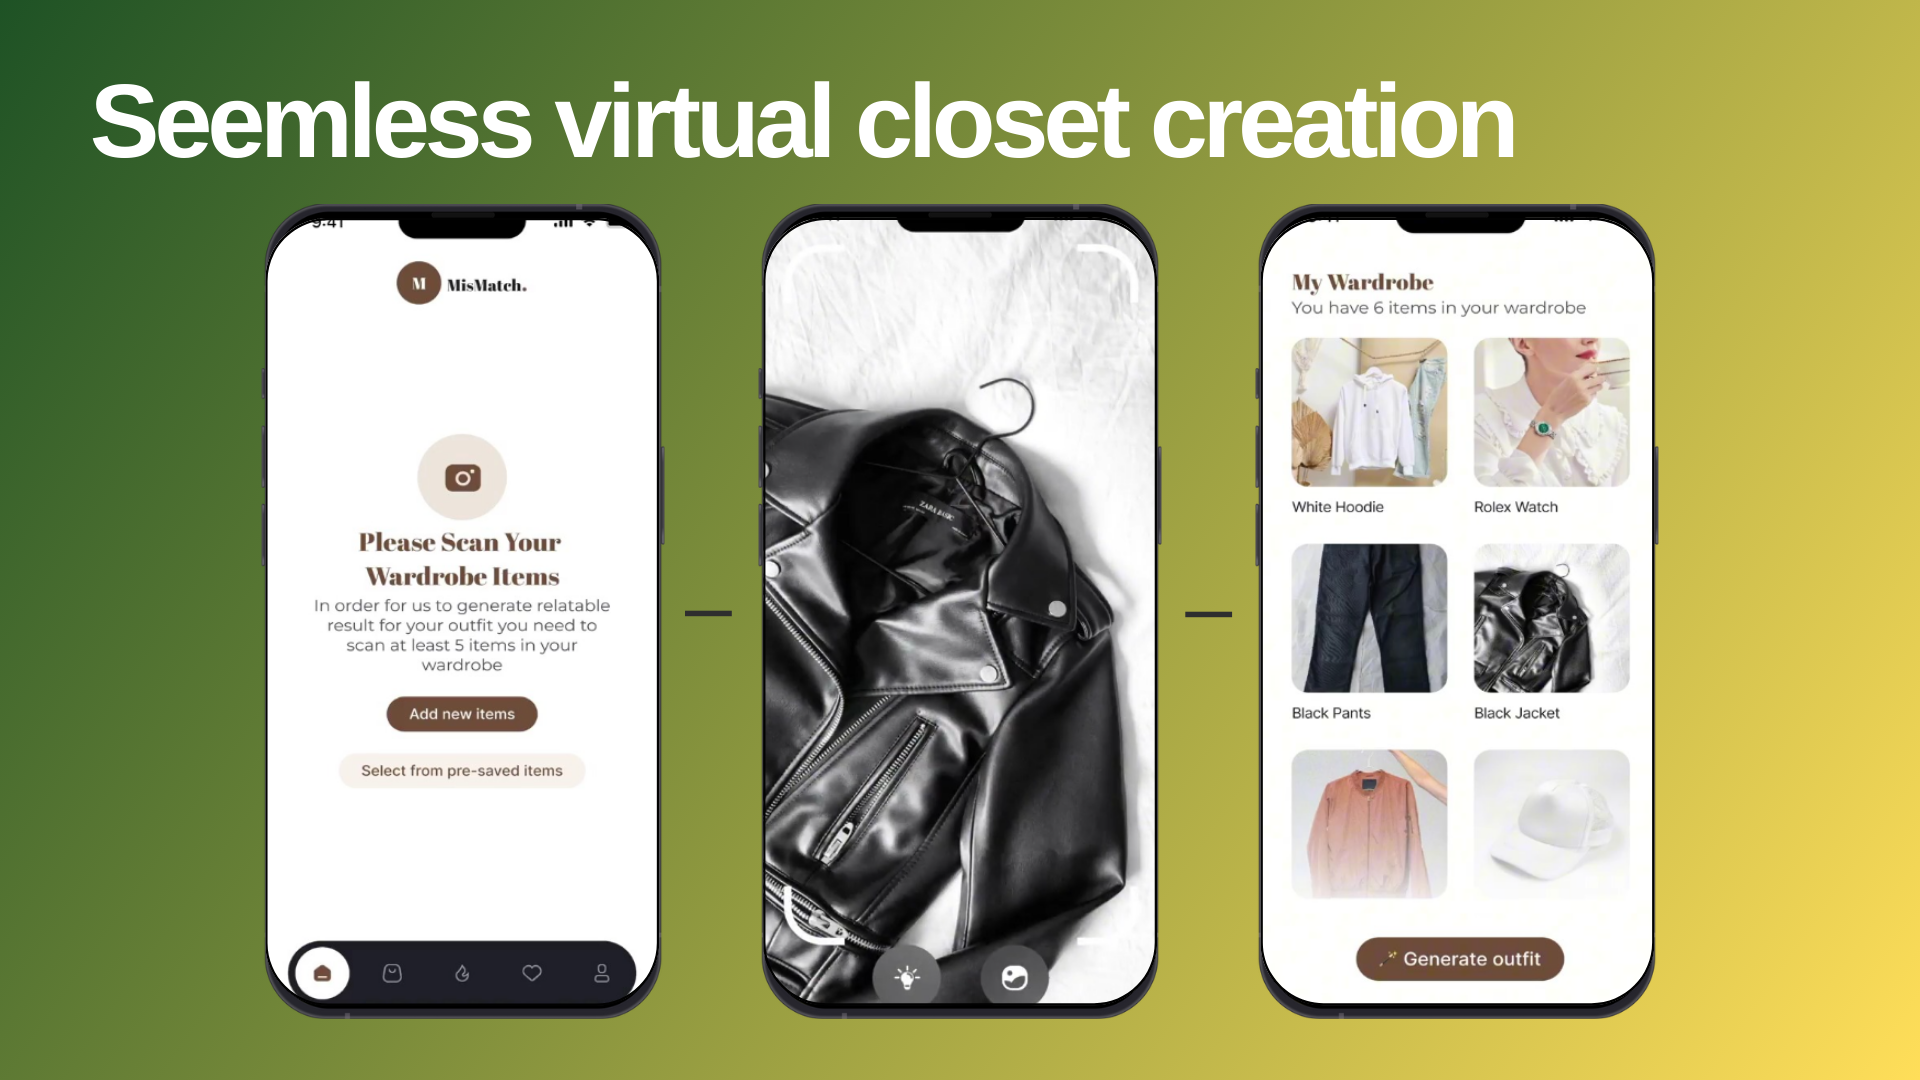 Seemless virtual closet creation
9:41
M
MisMatch.
Please Scan Your
Wardrobe Items
In order for us to generate relatable
result for your outfit you need to
scan at least 5 items in your
wardrobe
Add new items
Select from pre-saved items
ZARA BASIC
My Wardrobe
You have 6 items in your wardrobe
White Hoodie
Rolex Watch
Black Pants
Black Jacket
Generate outfit